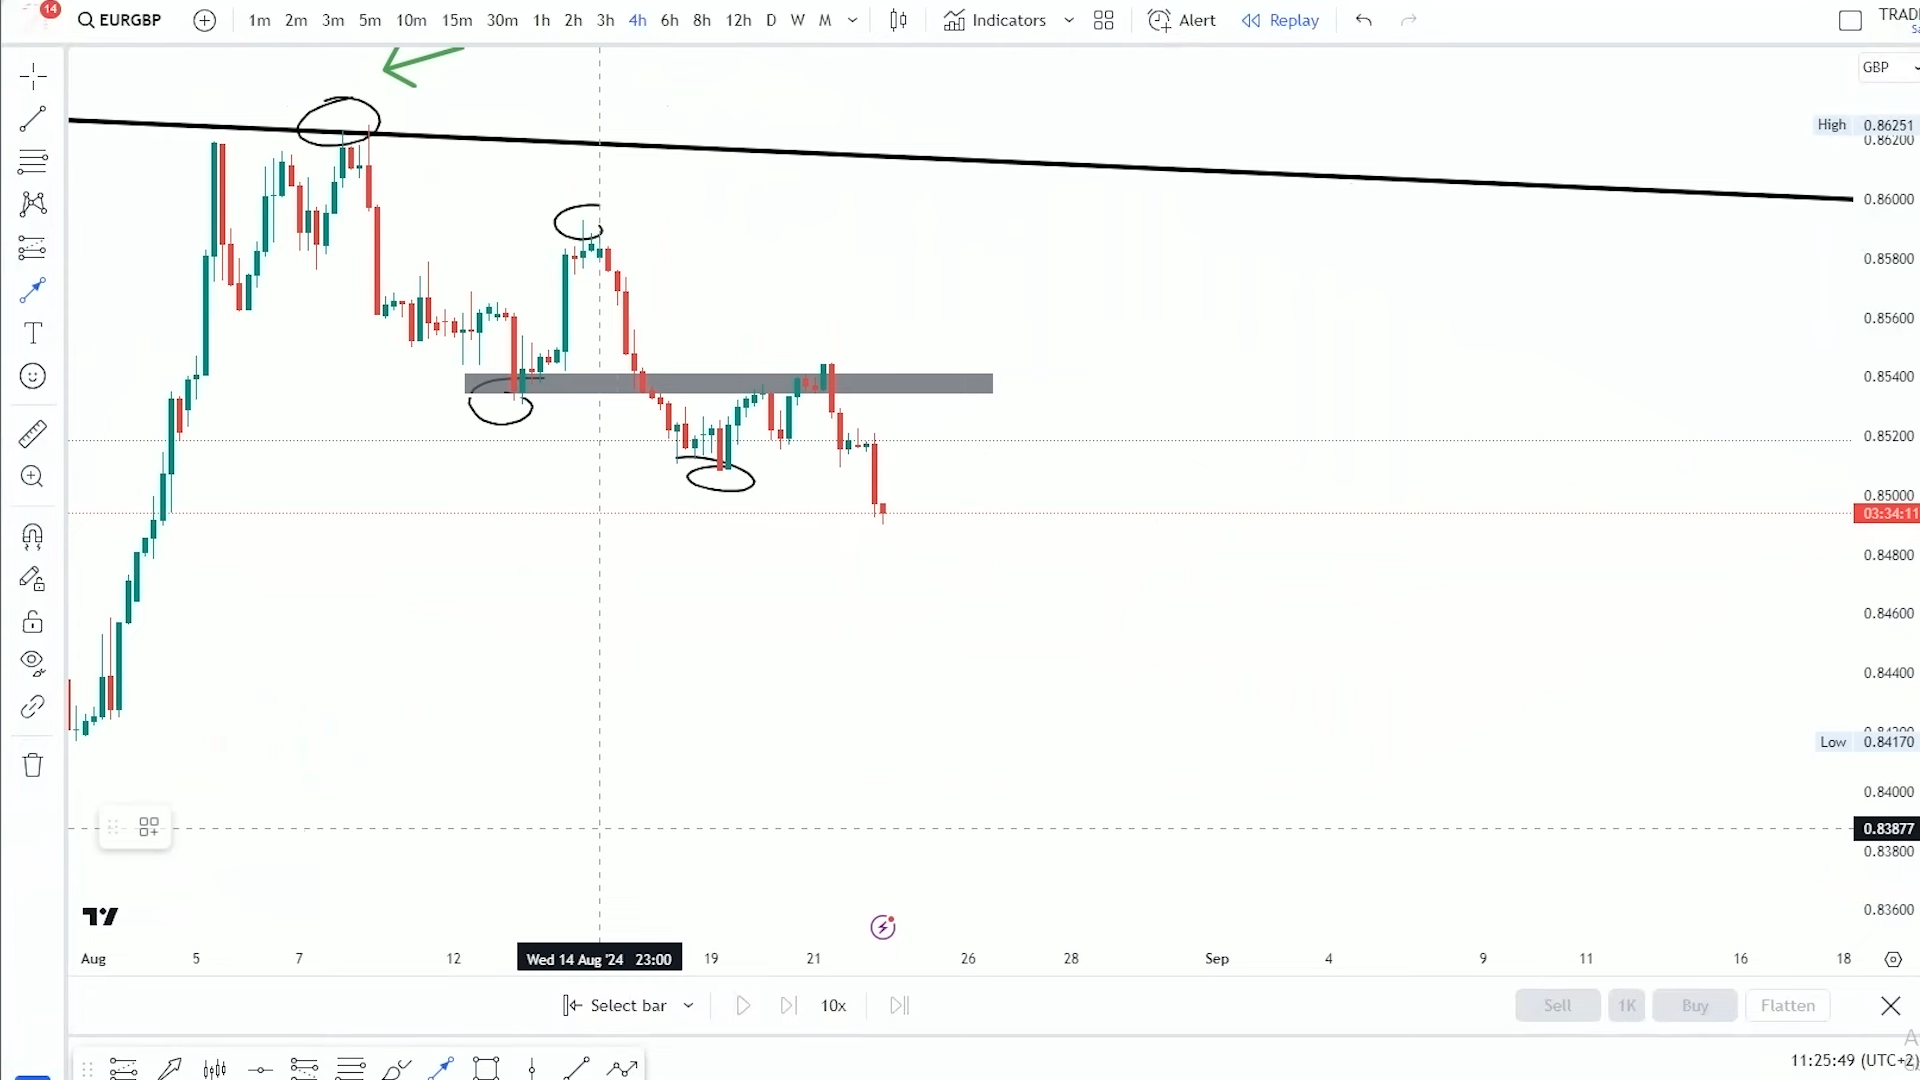 14
EURGBP 1m 2m 3m 5m 10m 15m 30m 1h 2h 3h 4h 6h 8h 12h D W M Indicators Alert Replay
GBP
High 0.86251
0.86200
0.86000
0.85800
0.85600
0.85400
0.85200
0.85000
03:34:11
0.84800
0.84600
0.84400
Low 0.84170
0.84000
0.83877
0.83800
0.83600
Aug 5 7 12 Wed 14 Aug '24 23:00 19 21 26 28 Sep 4 9 11 16 18
Select bar 10x Sell 1K Buy Flatten
11:25:49 (UTC+2)